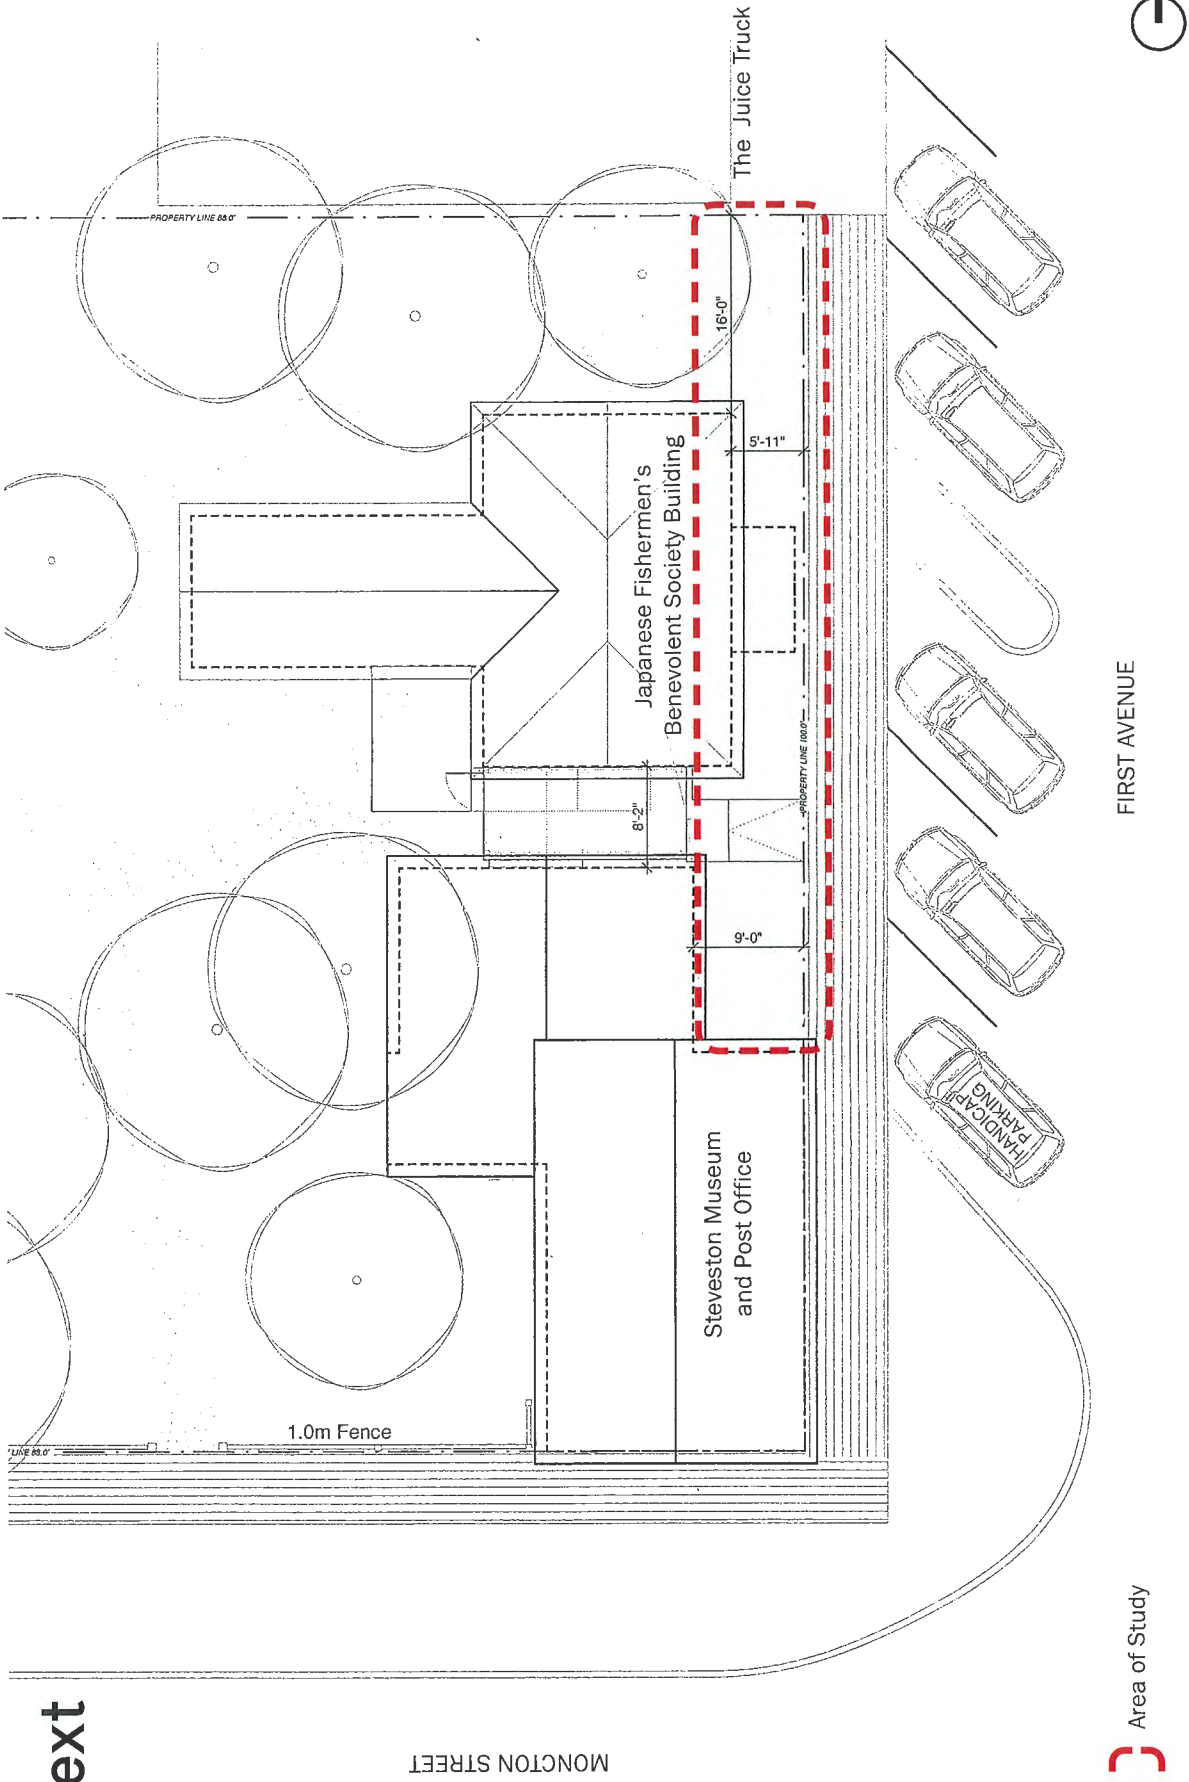 ext
The Juice Truck
PROPERTY LINE 88.0'
16'-0"
5'-11"
Japanese Fishermen's
Benevolent Society Building
8'-2"
PROPERTY LINE 100.0'
9'-0"
Steveston Museum
and Post Office
HANDICAP
PARKING
1.0m Fence
LINE 88.0'
FIRST AVENUE
MONCTON STREET
Area of Study